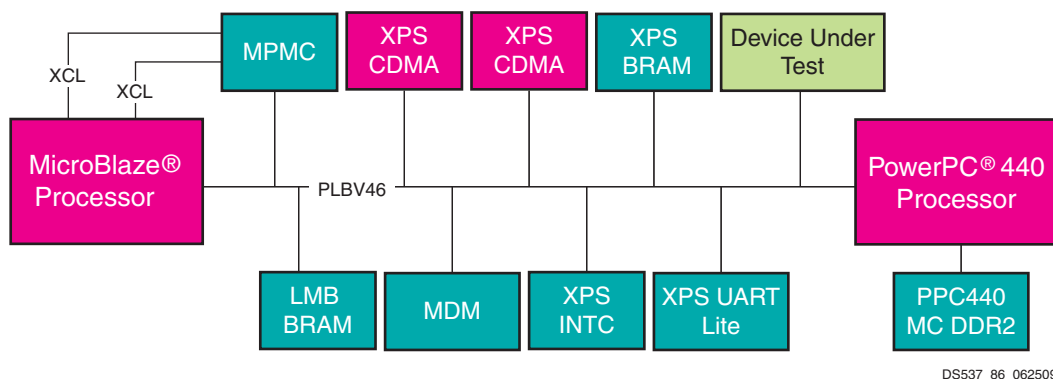 MPMC
XPS
CDMA
XPS
CDMA
XPS
BRAM
Device Under
Test
XCL
XCL
MicroBlaze®
Processor
PLBV46
PowerPC® 440
Processor
LMB
BRAM
MDM
XPS
INTC
XPS UART
Lite
PPC440
MC DDR2
DS537_86_062509